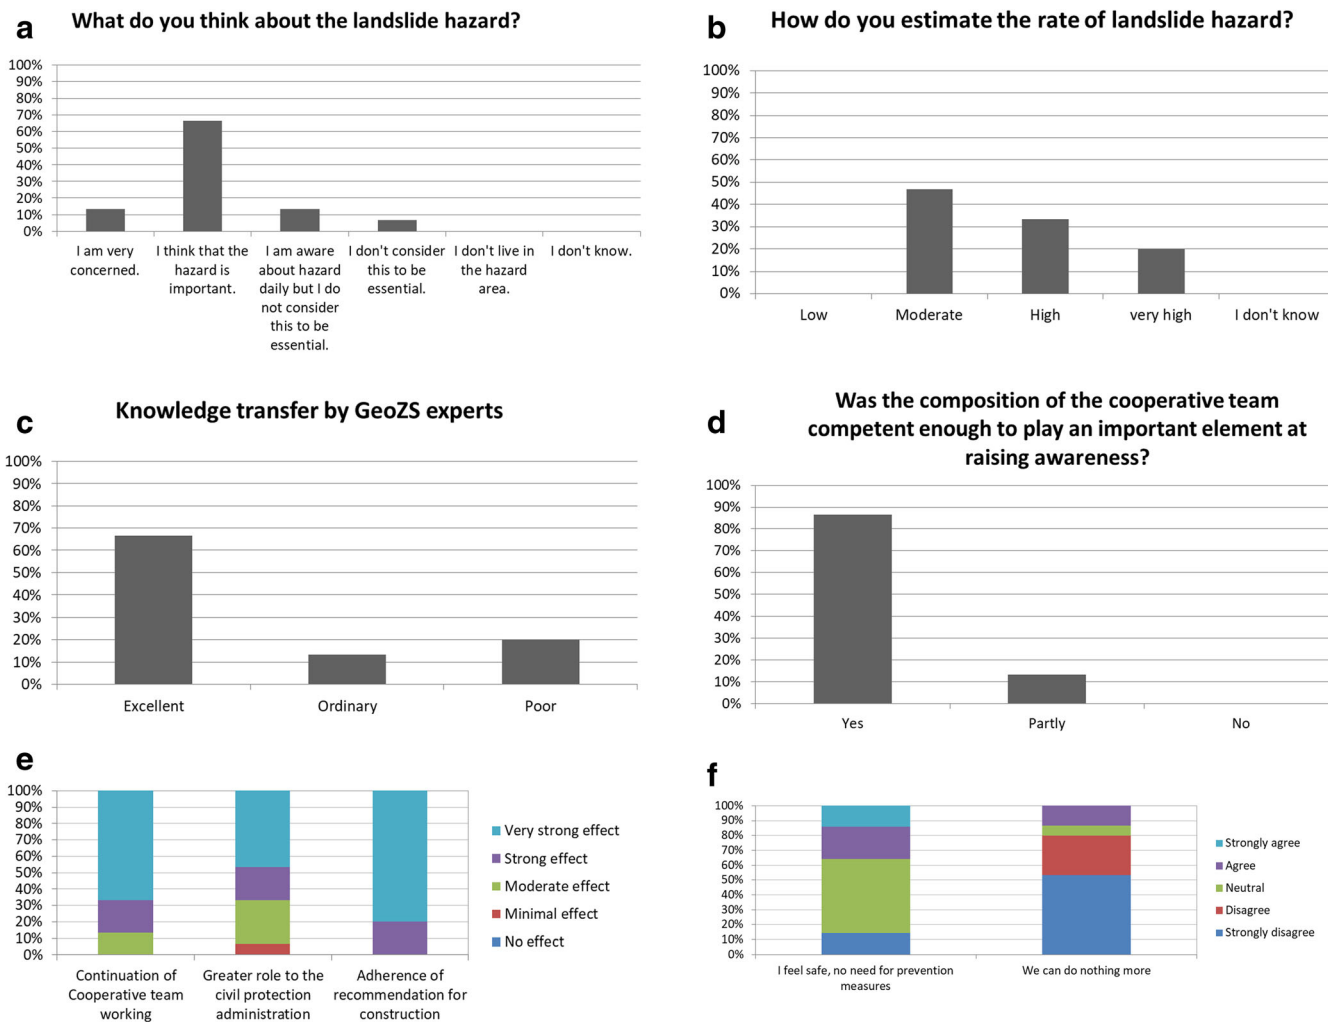 a
What do you think about the landslide hazard?
100%
90%
80%
70%
60%
50%
40%
30%
20%
10%
0%
I am very
concerned.
I think that the
hazard is
important.
I am aware
about hazard
daily but I do
not consider
this to be
essential.
I don't consider
this to be
essential.
I don't live in
the hazard
area.
I don't know.
b
How do you estimate the rate of landslide hazard?
100%
90%
80%
70%
60%
50%
40%
30%
20%
10%
0%
Low
Moderate
High
very high
I don't know
c
Knowledge transfer by GeoZS experts
100%
90%
80%
70%
60%
50%
40%
30%
20%
10%
0%
Excellent
Ordinary
Poor
d
Was the composition of the cooperative team
competent enough to play an important element at
raising awareness?
100%
90%
80%
70%
60%
50%
40%
30%
20%
10%
0%
Yes
Partly
No
e
100%
90%
80%
70%
60%
50%
40%
30%
20%
10%
0%
Continuation of
Cooperative team
working
Greater role to the
civil protection
administration
Adherence of
recommendation for
construction
Very strong effect
Strong effect
Moderate effect
Minimal effect
No effect
f
100%
90%
80%
70%
60%
50%
40%
30%
20%
10%
0%
I feel safe, no need for prevention
measures
We can do nothing more
Strongly agree
Agree
Neutral
Disagree
Strongly disagree